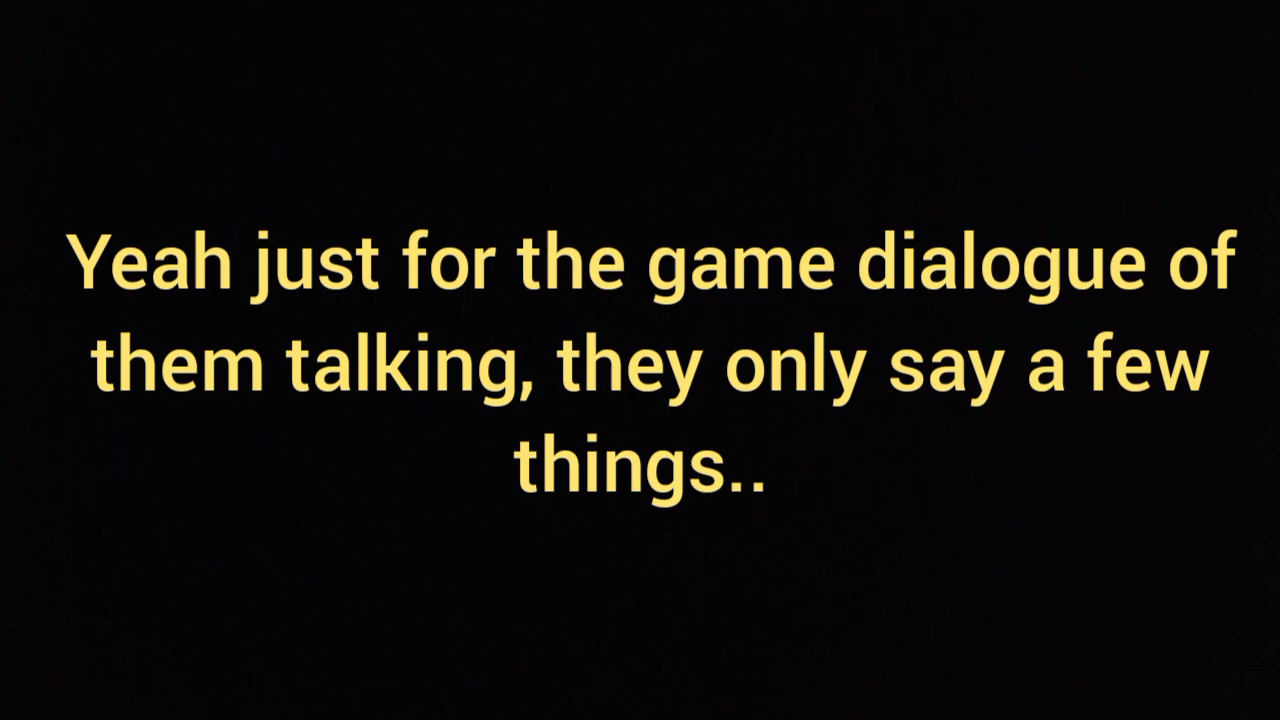 Yeah just for the game dialogue of
them talking, they only say a few
things..